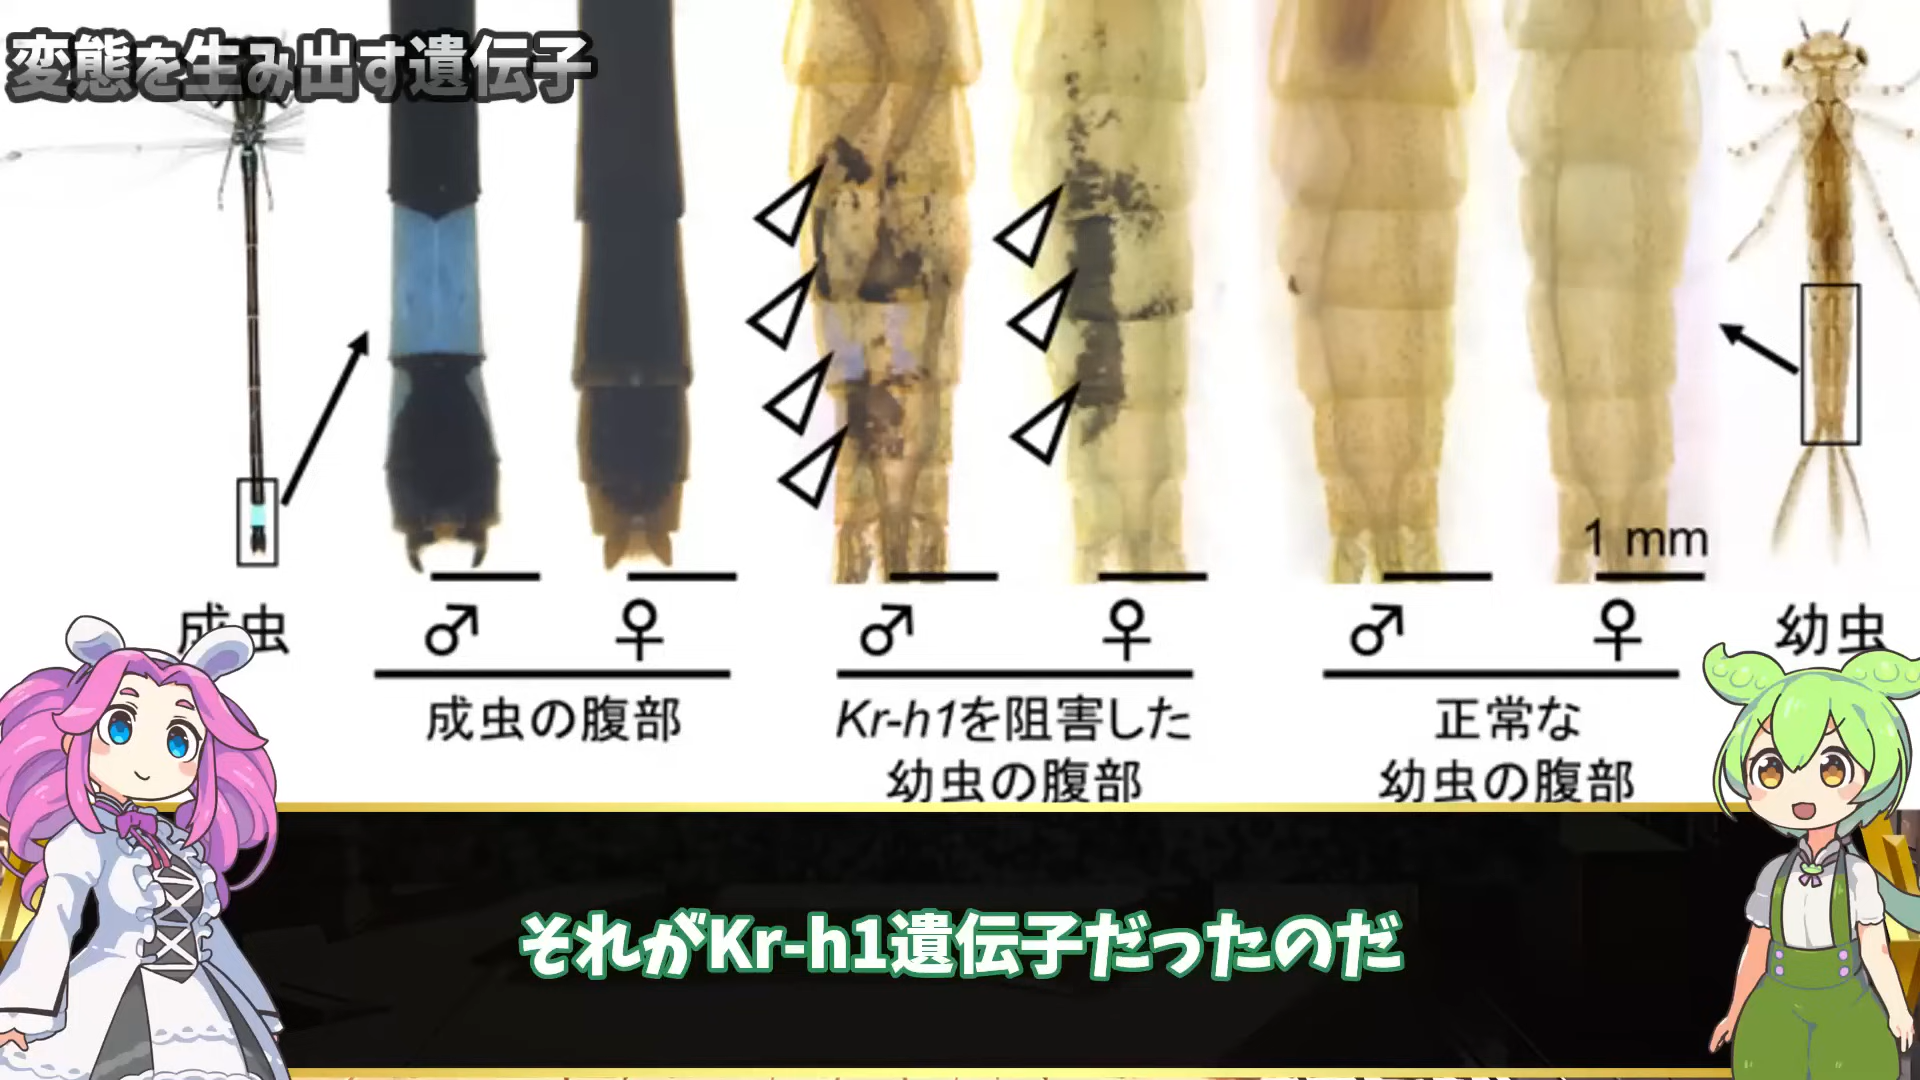 変態を生み出す遺伝子
1 mm
成虫
♂
♀
♂
♀
♂
♀
幼虫
成虫の腹部
Kr-h1を阻害した
幼虫の腹部
正常な
幼虫の腹部
それがKr-h1遺伝子だったのだ